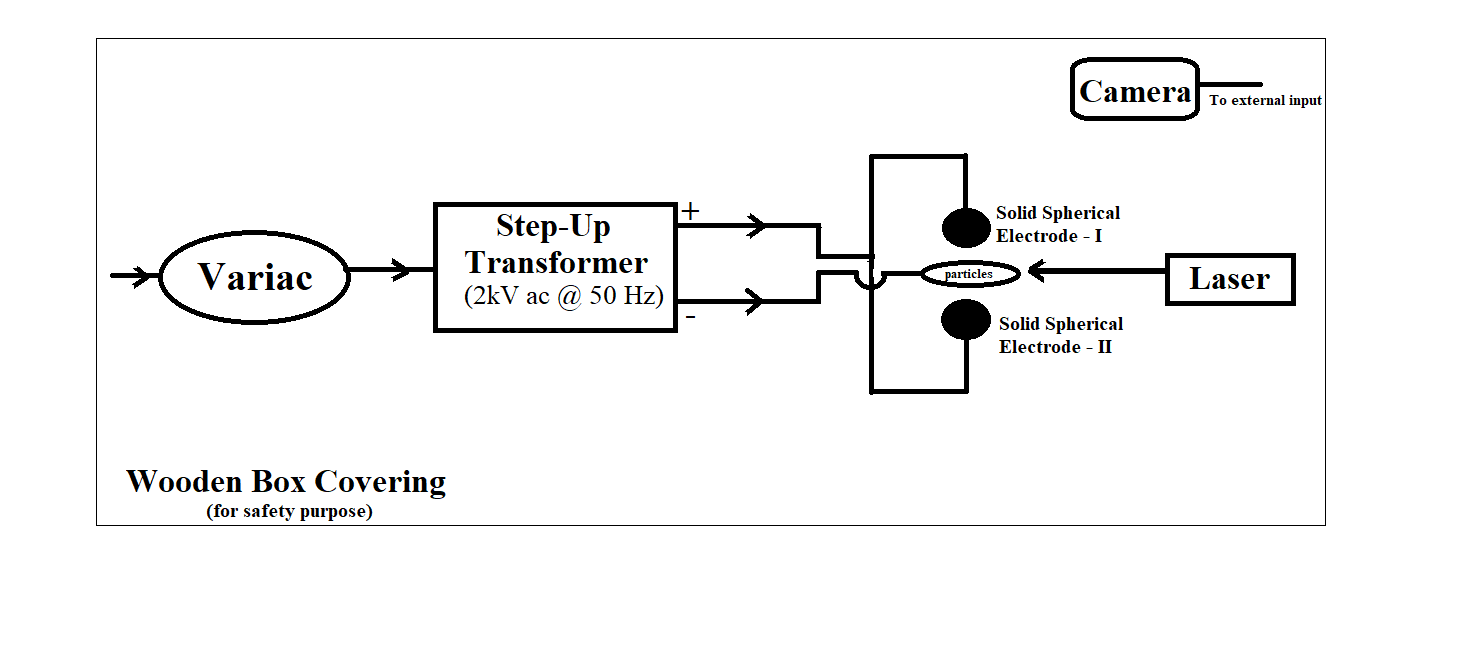 Camera
To external input
+
Step-Up
Transformer
(2kV ac @ 50 Hz)
-
Variac
Solid Spherical
Electrode - I
particles
Laser
Solid Spherical
Electrode - II
Wooden Box Covering
(for safety purpose)